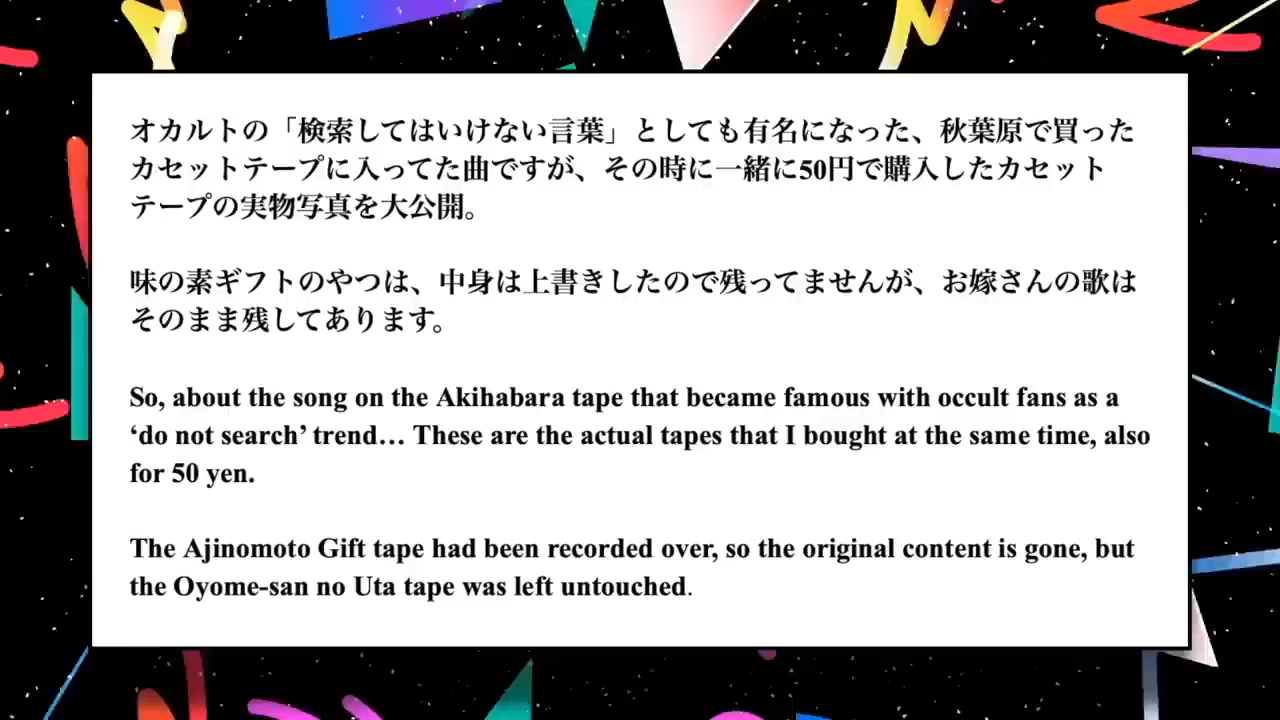 オカルトの「検索してはいけない言葉」としても有名になった、秋葉原で買った
カセットテープに入ってた曲ですが、その時に一緒に50円で購入したカセット
テープの実物写真を大公開。
味の素ギフトのやつは、中身は上書きしたので残ってませんが、お嫁さんの歌は
そのまま残してあります。
So, about the song on the Akihabara tape that became famous with occult fans as a
‘do not search’ trend… These are the actual tapes that I bought at the same time, also
for 50 yen.
The Ajinomoto Gift tape had been recorded over, so the original content is gone, but
the Oyome-san no Uta tape was left untouched.